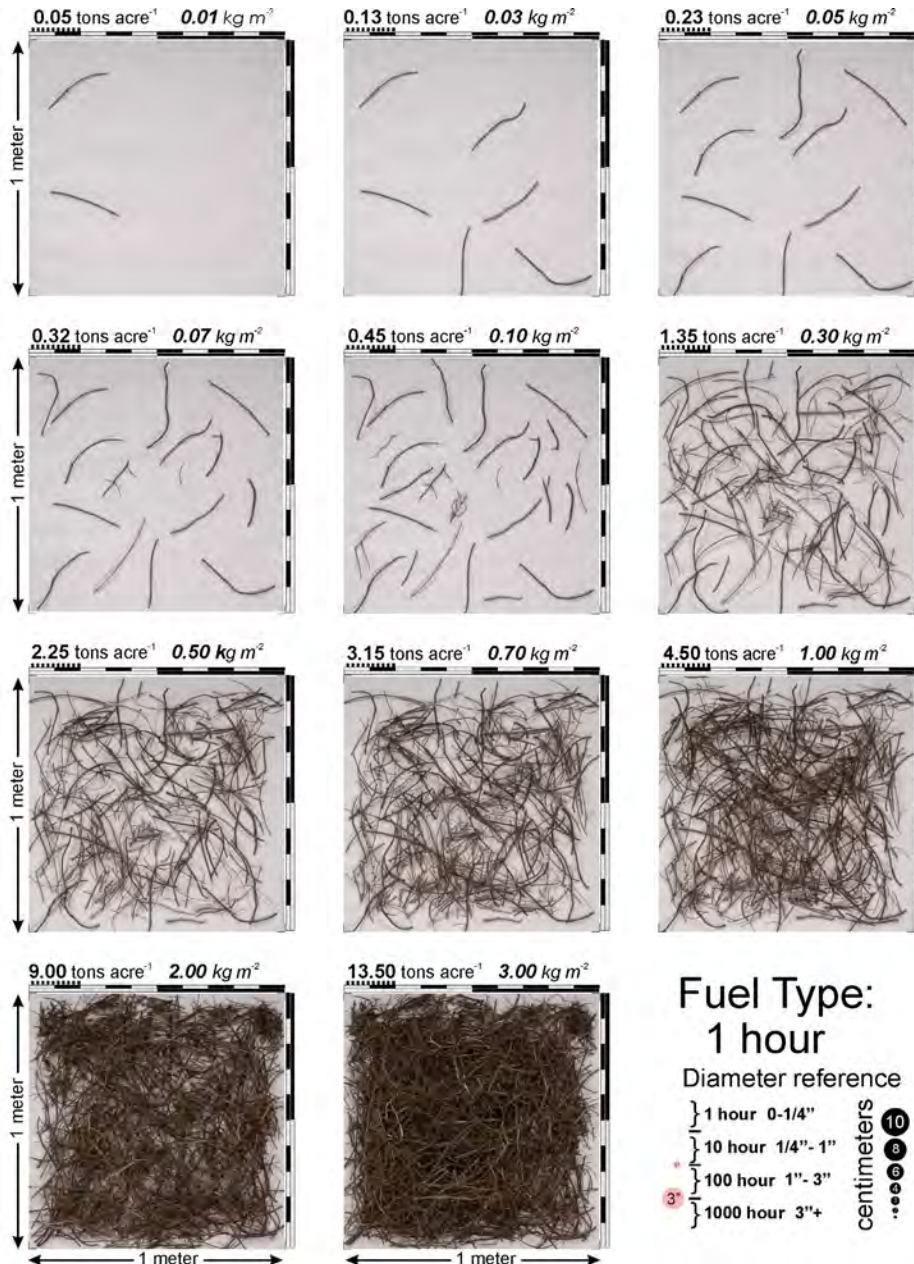 0.05 tons acre⁻¹ 0.01 kg m⁻²
0.13 tons acre⁻¹ 0.03 kg m⁻²
0.23 tons acre⁻¹ 0.05 kg m⁻²
1 meter
0.32 tons acre⁻¹ 0.07 kg m⁻²
0.45 tons acre⁻¹ 0.10 kg m⁻²
1.35 tons acre⁻¹ 0.30 kg m⁻²
1 meter
2.25 tons acre⁻¹ 0.50 kg m⁻²
3.15 tons acre⁻¹ 0.70 kg m⁻²
4.50 tons acre⁻¹ 1.00 kg m⁻²
1 meter
9.00 tons acre⁻¹ 2.00 kg m⁻²
13.50 tons acre⁻¹ 3.00 kg m⁻²
1 meter
1 meter
1 meter
Fuel Type:
1 hour
Diameter reference
1 hour 0-1/4"
10 hour 1/4"- 1"
100 hour 1"- 3"
1000 hour 3"+
3"
centimeters
10
8
6
4